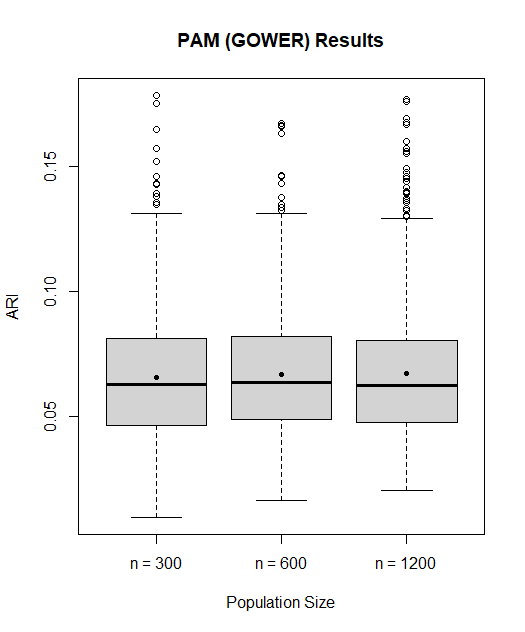 PAM (GOWER) Results
ARI
0.15
0.10
0.05
n = 300
n = 600
n = 1200
Population Size